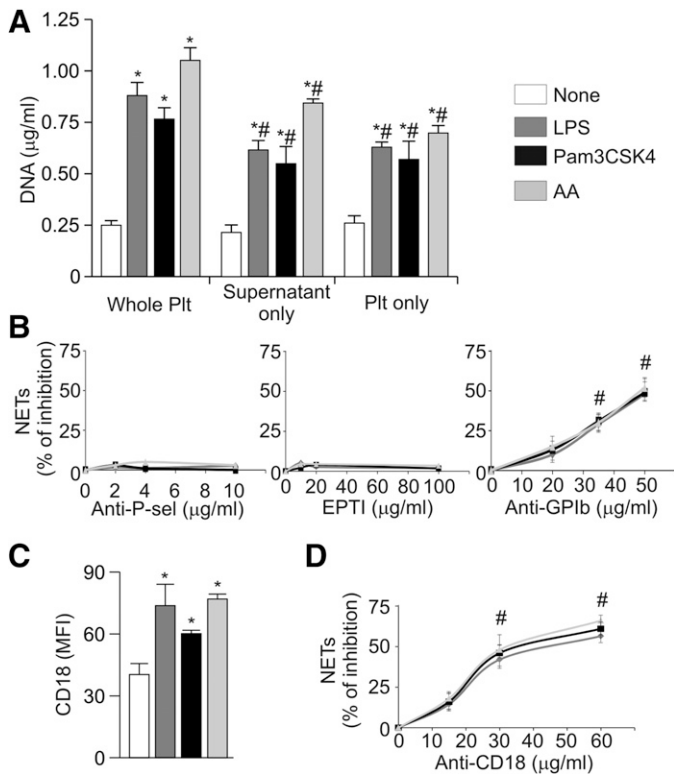 A
DNA (µg/ml)
1.25
1.00
0.75
0.50
0.25
0
* * *
*# *# *#
*# *# *#
Whole Plt
Supernatant
only
Plt only
None
LPS
Pam3CSK4
AA
B
NETs
(% of inhibition)
75
50
25
0
0 2 4 6 8 10
Anti-P-sel (µg/ml)
75
50
25
0
0 20 40 60 80 100
EPTI (µg/ml)
75
50
25
0
# #
0 10 20 30 40 50
Anti-GPIb (µg/ml)
C
CD18 (MFI)
90
60
30
0
* * *
D
NETs
(% of inhibition)
75
50
25
0
# #
0 10 20 30 40 50 60 70
Anti-CD18 (µg/ml)